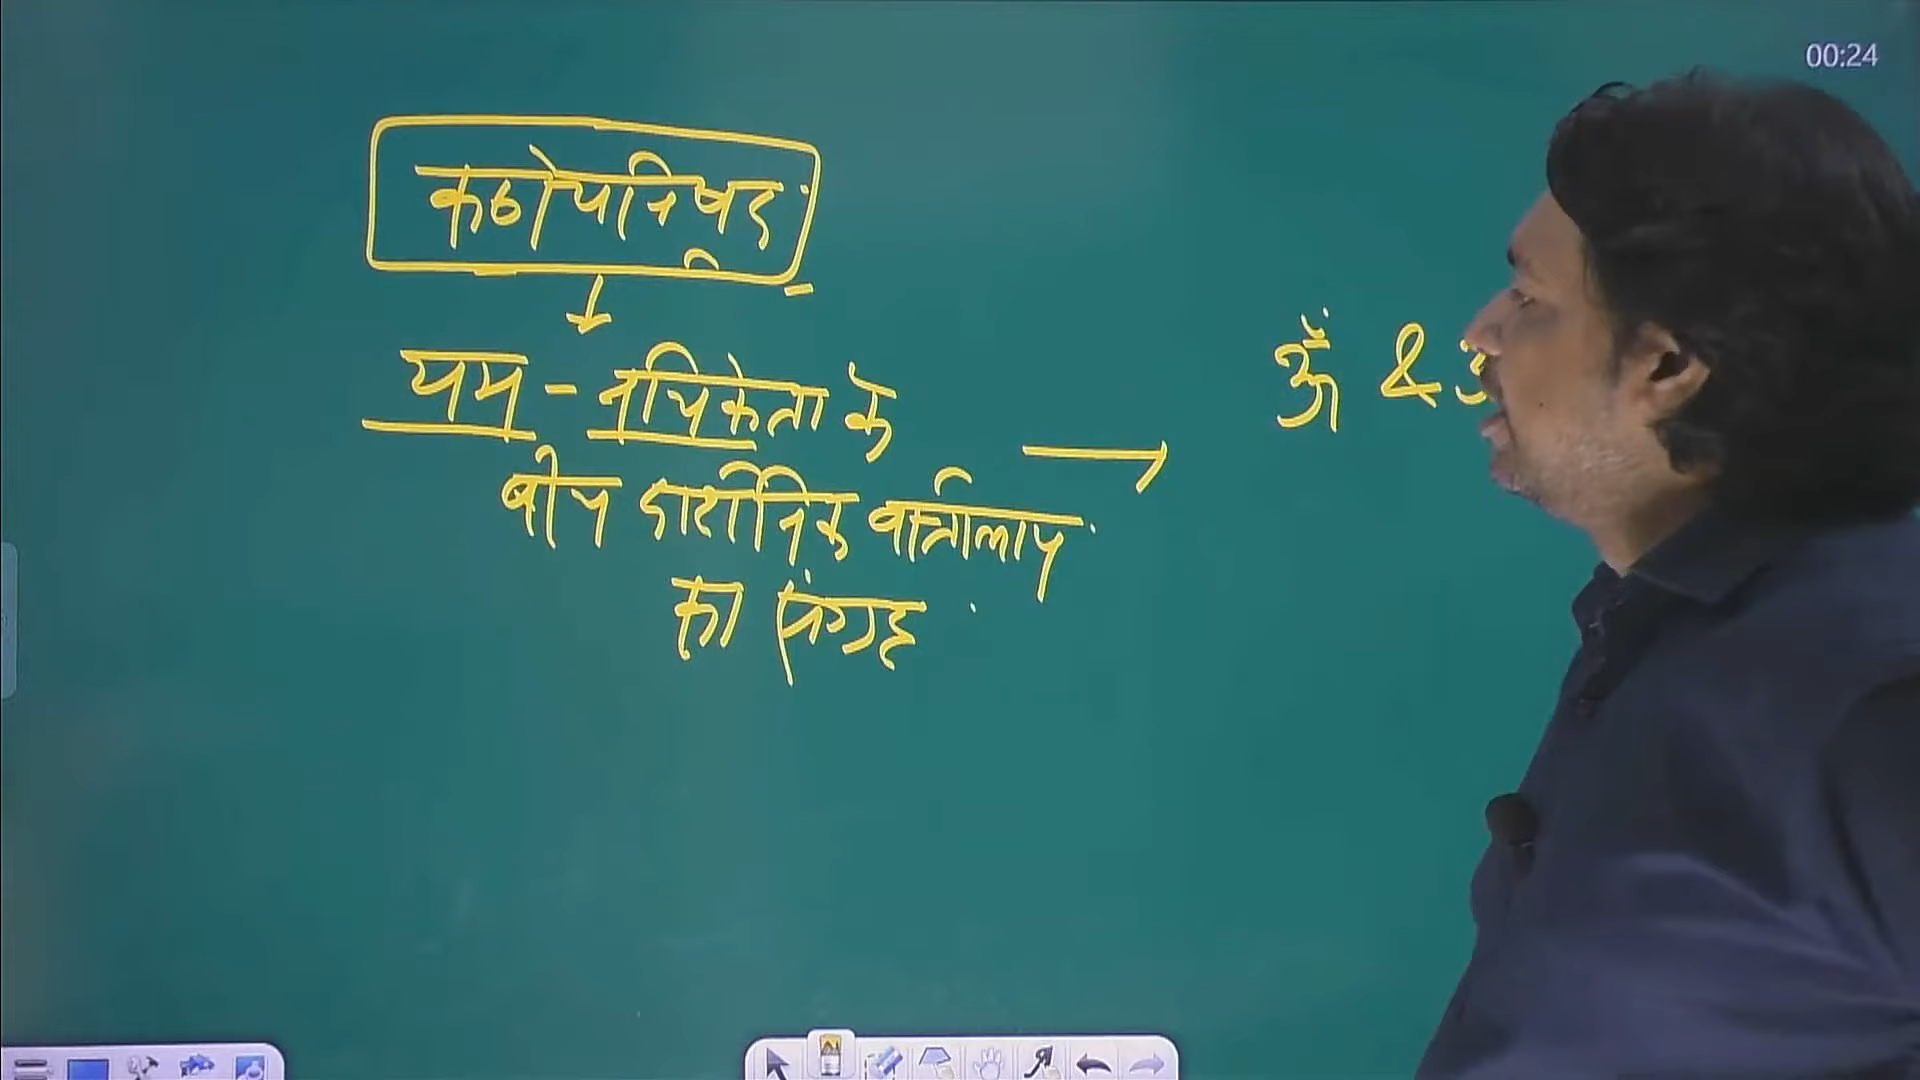 00:24
कठोपनिषद
यम - नचिकेता के
बीच दार्शनिक वार्त्तालाप
का संग्रह
ॐ &